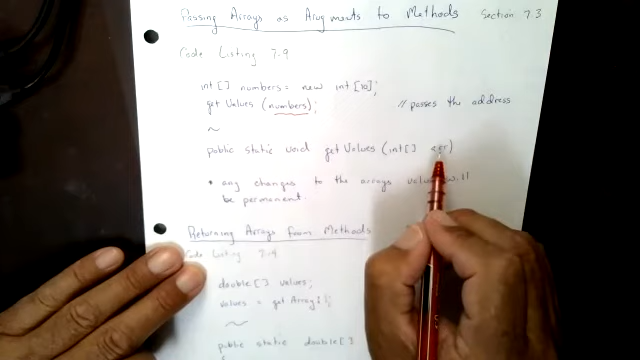 Passing Arrays as Arugments to Methods Section 7.3
Code Listing 7-9
int[] numbers = new int[10];
getValues(numbers); // passes the address
~
public static void getValues(int[] arr)
* any changes to the arrays values will
be permanent
Returning Arrays from Methods
Code Listing 7-9
double[] values;
values = getArray();
~
public static double[]